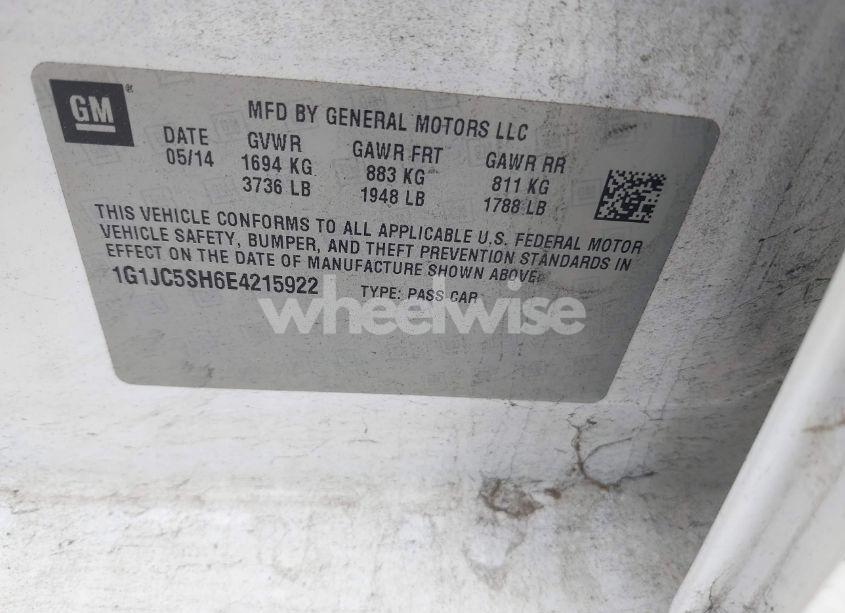 GM
MFD BY GENERAL MOTORS LLC
DATE GVWR GAWR FRT GAWR RR
05/14 1694 KG 883 KG 811 KG
3736 LB 1948 LB 1788 LB
THIS VEHICLE CONFORMS TO ALL APPLICABLE U.S. FEDERAL MOTOR
VEHICLE SAFETY, BUMPER, AND THEFT PREVENTION STANDARDS IN
EFFECT ON THE DATE OF MANUFACTURE SHOWN ABOVE.
1G1JC5SH6E4215922 TYPE: PASS CAR
wheelwise